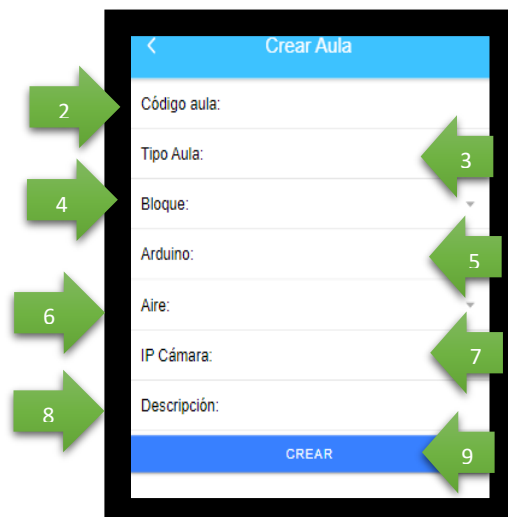 Crear Aula
2 Código aula:
Tipo Aula: 3
4 Bloque:
Arduino: 5
6 Aire:
IP Cámara: 7
8 Descripción:
CREAR 9